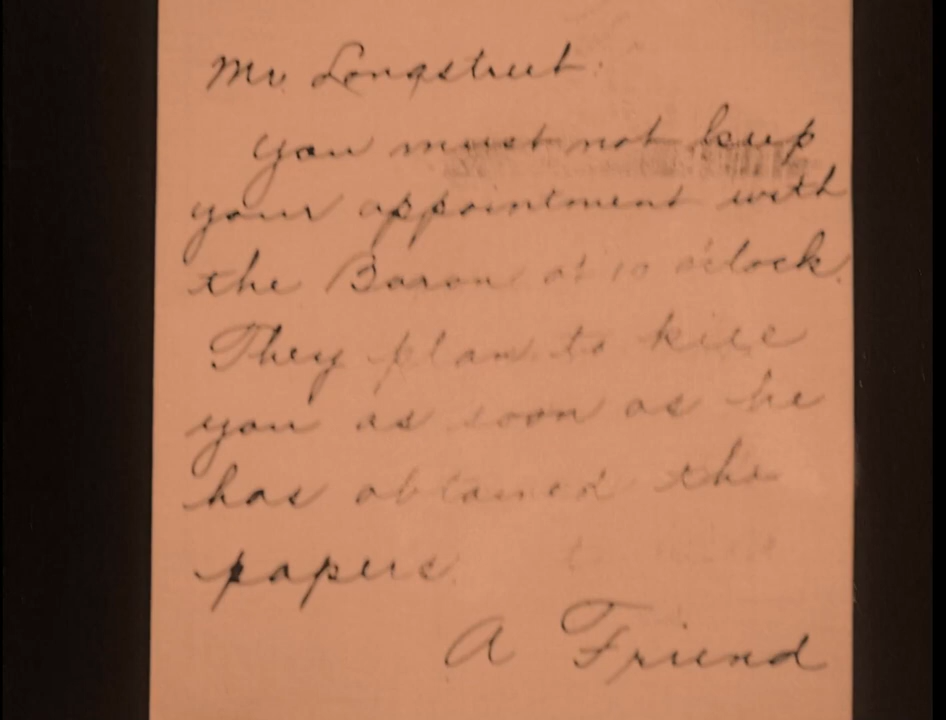 Mr. Longstreet.
You must not keep
your appointment with
the Baron at 10 o'clock.
They plan to kill
you as soon as he
has obtained the
papers.
A Friend